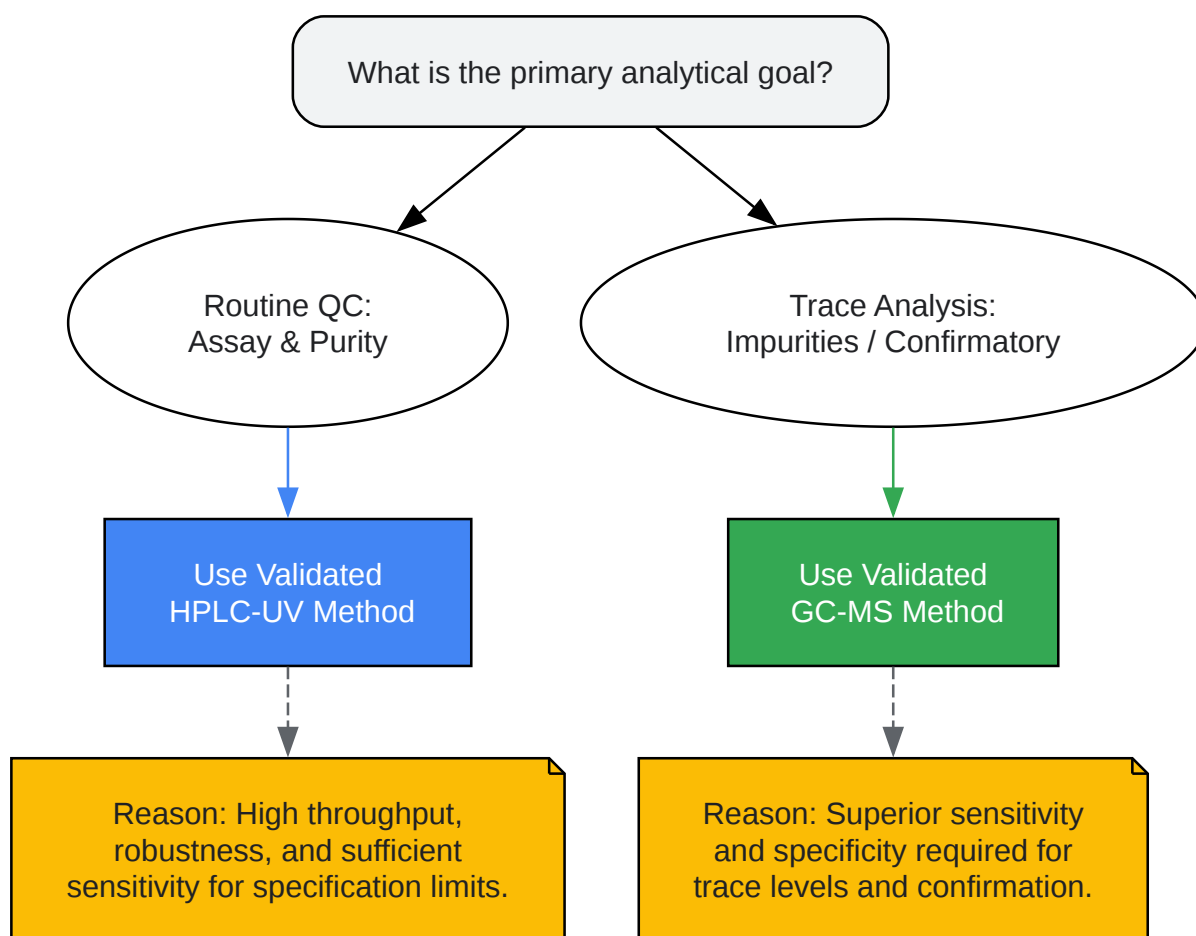 What is the primary analytical goal?
Routine QC:
Assay & Purity
Trace Analysis:
Impurities / Confirmatory
Use Validated
HPLC-UV Method
Use Validated
GC-MS Method
Reason: High throughput,
robustness, and sufficient
sensitivity for specification limits.
Reason: Superior sensitivity
and specificity required for
trace levels and confirmation.